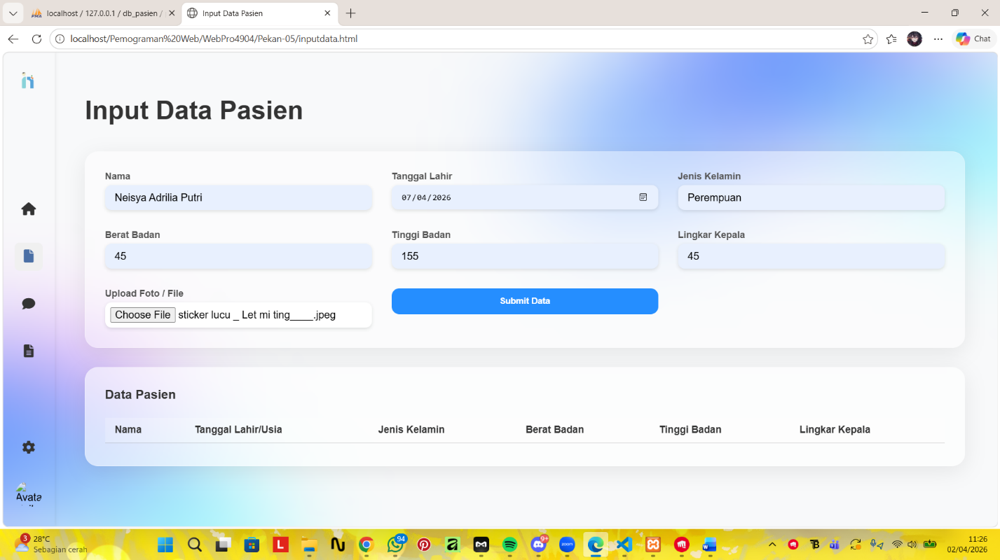 localhost / 127.0.0.1 / db_pasien /
Input Data Pasien
localhost/Pemograman%20Web/WebPro4904/Pekan-05/inputdata.html
Chat
Input Data Pasien
Nama
Tanggal Lahir
Jenis Kelamin
Neisya Adrilia Putri
07/04/2026
Perempuan
Berat Badan
Tinggi Badan
Lingkar Kepala
45
155
45
Upload Foto / File
Choose File sticker lucu _ Let mi ting____.jpeg
Submit Data
Data Pasien
Nama
Tanggal Lahir/Usia
Jenis Kelamin
Berat Badan
Tinggi Badan
Lingkar Kepala
Avata
3
28°C
Sebagian cerah
94
9+
zoom
11:26
02/04/2026